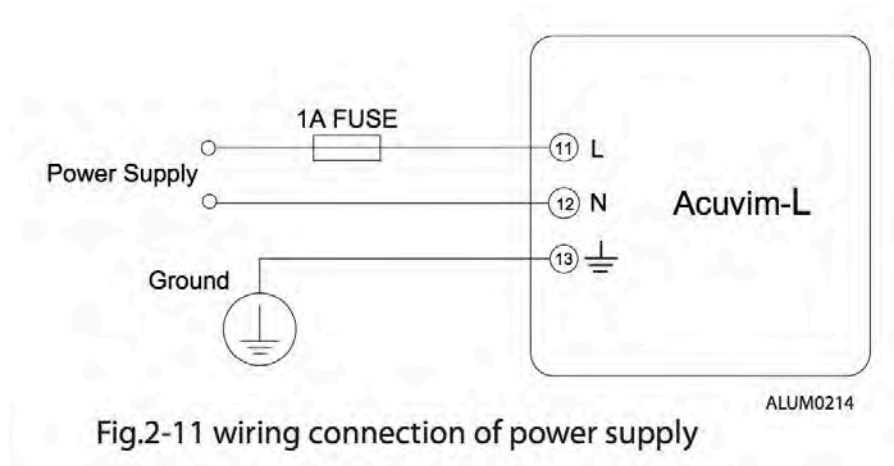 1A FUSE
11 L
Power Supply
12 N
Acuvim-L
13
Ground
ALUM0214
Fig.2-11 wiring connection of power supply